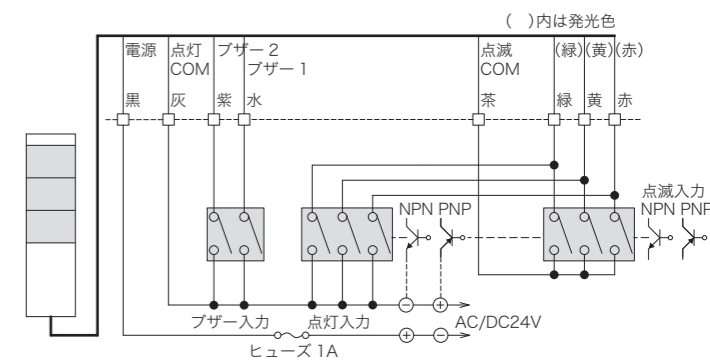 (　)内は発光色
電源 点灯 ブザー2 点滅 (緑)(黄)(赤)
COM ブザー1 COM
黒 灰 紫 水 茶 緑 黄 赤
点滅入力
NPN PNP NPN PNP
ブザー入力 点灯入力 AC/DC24V
ヒューズ 1A